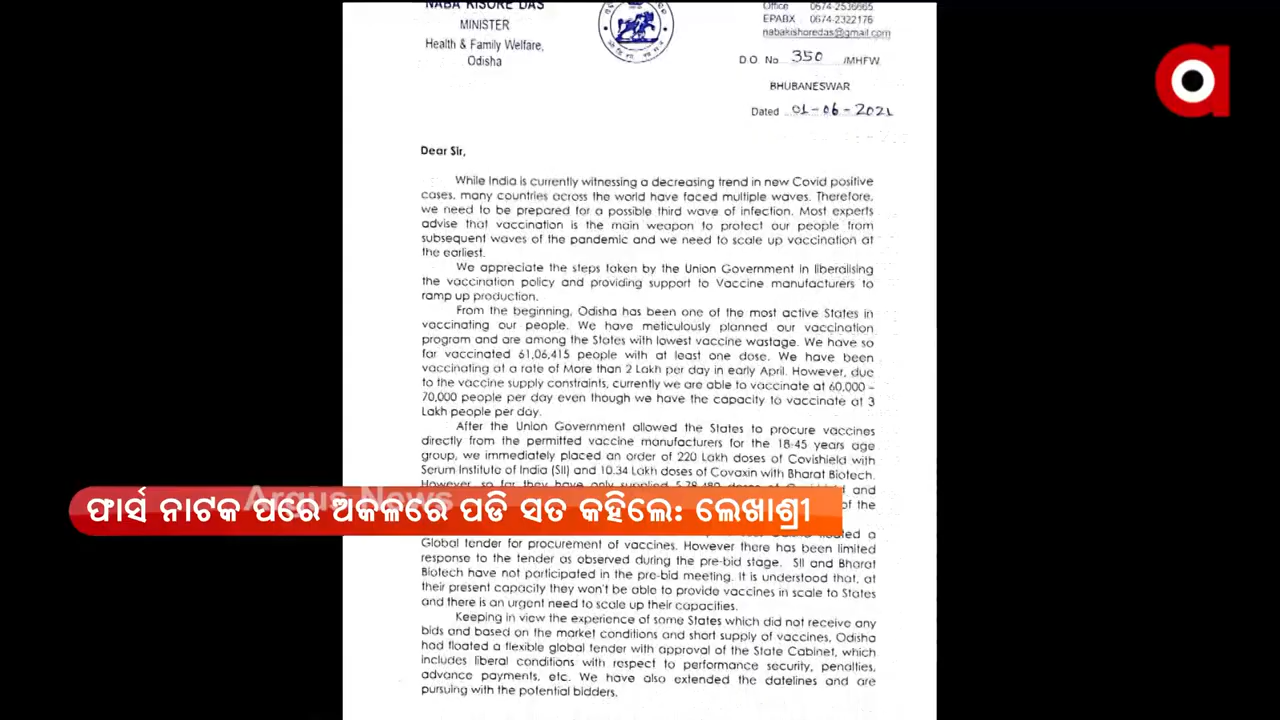 NABA KISORE DAS
MINISTER
Health & Family Welfare,
Odisha
Office 0674-2536665
EPABX 0674-2322176
nabakishoredas@gmail.com
D O No 350 /MHFW
BHUBANESWAR
Dated 01-06-2021
Dear Sir,
While India is currently witnessing a decreasing trend in new Covid positive
cases, many countries across the world have faced multiple waves. Therefore,
we need to be prepared for a possible third wave of infection. Most experts
advise that vaccination is the main weapon to protect our people from
subsequent waves of the pandemic and we need to scale up vaccination at
the earliest.
We appreciate the steps taken by the Union Government in liberalising
the vaccination policy and providing support to Vaccine manufacturers to
ramp up production.
From the beginning, Odisha has been one of the most active States in
vaccinating our people. We have meticulously planned our vaccination
program and are among the States with lowest vaccine wastage. We have so
far vaccinated 61,06,415 people with at least one dose. We have been
vaccinating at a rate of More than 2 Lakh per day in early April. However, due
to the vaccine supply constraints, currently we are able to vaccinate at 60,000 –
70,000 people per day even though we have the capacity to vaccinate at 3
Lakh people per day.
After the Union Government allowed the States to procure vaccines
directly from the permitted vaccine manufacturers for the 18-45 years age
group, we immediately placed an order of 220 Lakh doses of Covishield with
Serum Institute of India (SII) and 10.34 Lakh doses of Covaxin with Bharat Biotech.
However, so far they have only supplied
and
Argus News
ଫାର୍ସ ନାଟକ ପରେ ଅକଳରେ ପଡି ସତ କହିଲେ: ଲେଖାଶ୍ରୀ
of the
a
Global tender for procurement of vaccines. However there has been limited
response to the tender as observed during the pre-bid stage. SII and Bharat
Biotech have not participated in the pre-bid meeting. It is understood that, at
their present capacity they won't be able to provide vaccines in scale to States
and there is an urgent need to scale up their capacities.
Keeping in view the experience of some States which did not receive any
bids and based on the market conditions and short supply of vaccines, Odisha
had floated a flexible global tender with approval of the State Cabinet, which
includes liberal conditions with respect to performance security, penalties,
advance payments, etc. We have also extended the datelines and are
pursuing with the potential bidders.